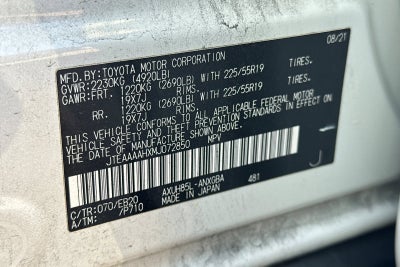 MFD. BY: TOYOTA MOTOR CORPORATION 08/21
GVWR: 2230KG (4920LB)
GAWR: FRT. 1220KG (2690LB) WITH 225/55R19 TIRES.
19X7J
RR. 1220KG (2690LB) WITH 225/55R19 TIRES.
19X7J
THIS VEHICLE CONFORMS TO ALL APPLICABLE FEDERAL MOTOR
VEHICLE SAFETY AND THEFT PREVENTION STANDARDS IN EFFECT
ON THE DATE OF MANUFACTURE SHOWN ABOVE.
JTEAAAAHXMJ072850 MPV
J
C/TR: 070/EB20 AXUH85L-ANXGBA 481
A/TM: /P710 MADE IN JAPAN